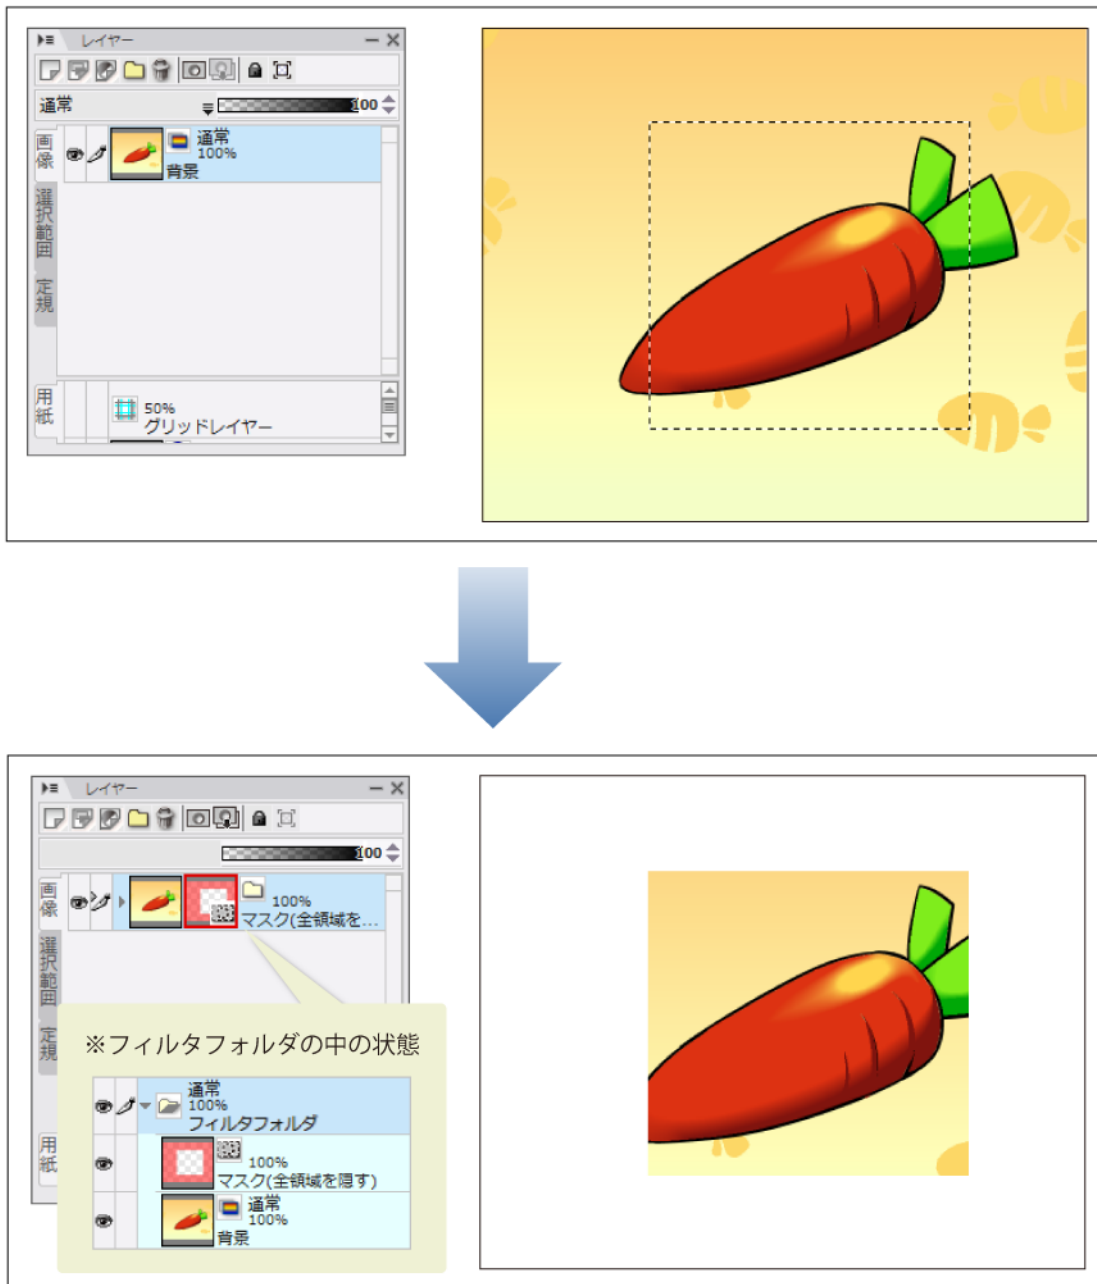 レイヤー
通常
100
画像
通常
100%
背景
選択範囲
定規
用紙
50%
グリッドレイヤー
レイヤー
100
画像
100%
マスク(全領域を...
選択範囲
定規
※フィルタフォルダの中の状態
通常
100%
フィルタフォルダ
用紙
100%
マスク(全領域を隠す)
通常
100%
背景